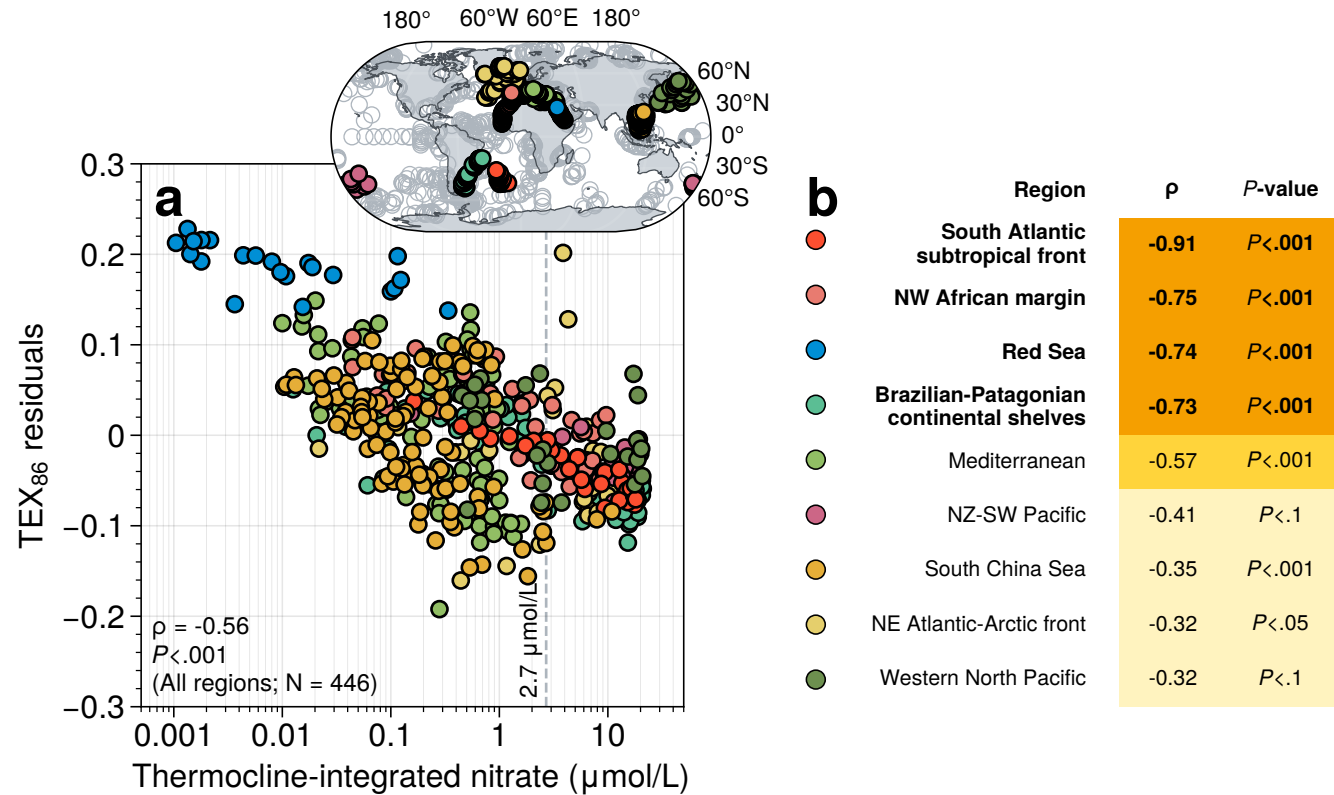 180° 60°W 60°E 180°
60°N
30°N
0°
30°S
60°S
a
0.3
0.2
0.1
0
−0.1
−0.2
−0.3
TEX₈₆ residuals
ρ = -0.56
P<.001
(All regions; N = 446)
2.7 μmol/L
0.001 0.01 0.1 1 10
Thermocline-integrated nitrate (μmol/L)
b
Region ρ P-value
South Atlantic
subtropical front -0.91 P<.001
NW African margin -0.75 P<.001
Red Sea -0.74 P<.001
Brazilian-Patagonian
continental shelves -0.73 P<.001
Mediterranean -0.57 P<.001
NZ-SW Pacific -0.41 P<.1
South China Sea -0.35 P<.001
NE Atlantic-Arctic front -0.32 P<.05
Western North Pacific -0.32 P<.1